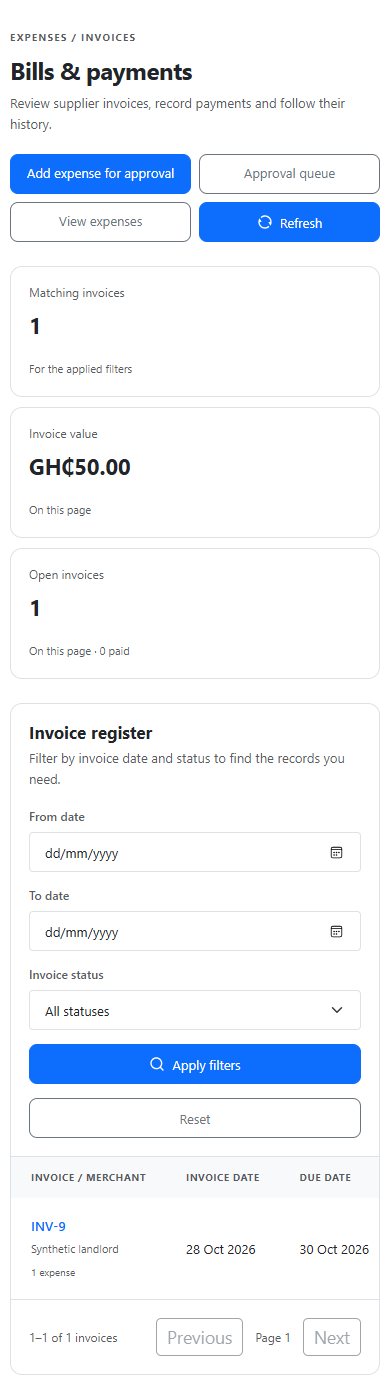 EXPENSES / INVOICES
Bills & payments
Review supplier invoices, record payments and follow their
history.
Add expense for approval
Approval queue
View expenses
Refresh
Matching invoices
1
For the applied filters
Invoice value
GH₵50.00
On this page
Open invoices
1
On this page · 0 paid
Invoice register
Filter by invoice date and status to find the records you
need.
From date
dd/mm/yyyy
To date
dd/mm/yyyy
Invoice status
All statuses
Apply filters
Reset
INVOICE / MERCHANT INVOICE DATE DUE DATE
INV-9
Synthetic landlord 28 Oct 2026 30 Oct 2026
1 expense
1–1 of 1 invoices Previous Page 1 Next